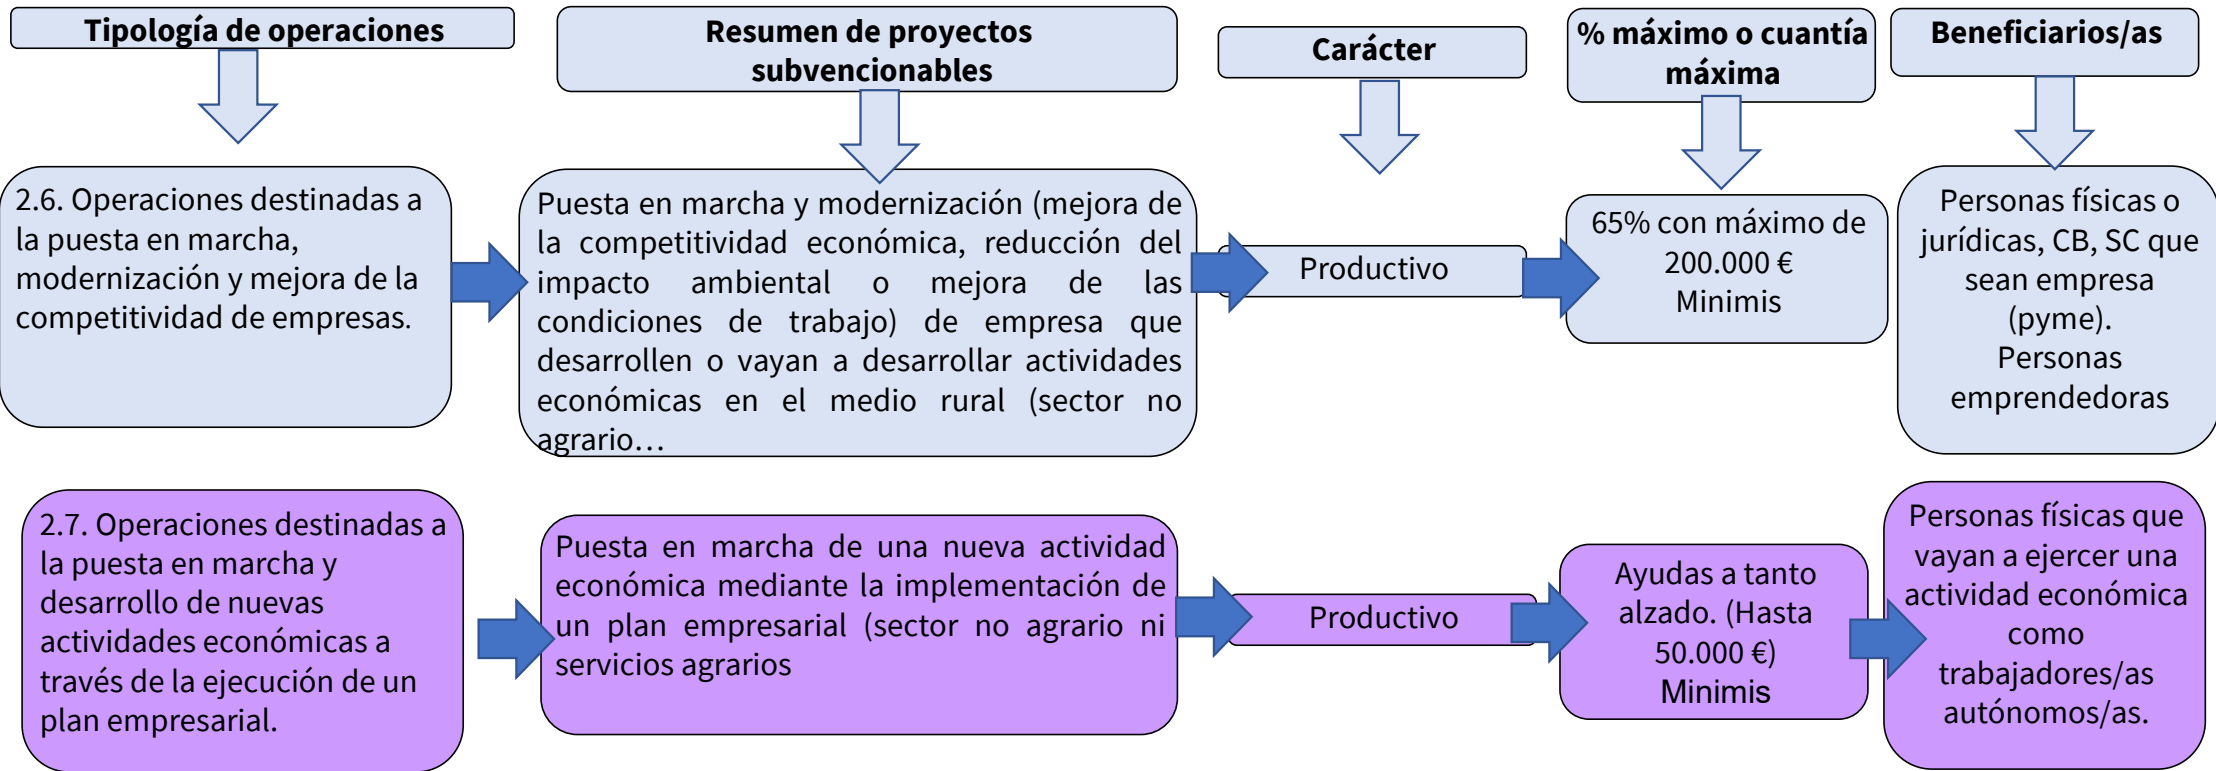 Tipología de operaciones
Resumen de proyectos
subvencionables
Carácter
% máximo o cuantía
máxima
Beneficiarios/as
2.6. Operaciones destinadas a
la puesta en marcha,
modernización y mejora de la
competitividad de empresas.
Puesta en marcha y modernización (mejora de
la competitividad económica, reducción del
impacto ambiental o mejora de las
condiciones de trabajo) de empresa que
desarrollen o vayan a desarrollar actividades
económicas en el medio rural (sector no
agrario…
Productivo
65% con máximo de
200.000 €
Minimis
Personas físicas o
jurídicas, CB, SC que
sean empresa
(pyme).
Personas
emprendedoras
2.7. Operaciones destinadas a
la puesta en marcha y
desarrollo de nuevas
actividades económicas a
través de la ejecución de un
plan empresarial.
Puesta en marcha de una nueva actividad
económica mediante la implementación de
un plan empresarial (sector no agrario ni
servicios agrarios
Productivo
Ayudas a tanto
alzado. (Hasta
50.000 €)
Minimis
Personas físicas que
vayan a ejercer una
actividad económica
como
trabajadores/as
autónomos/as.